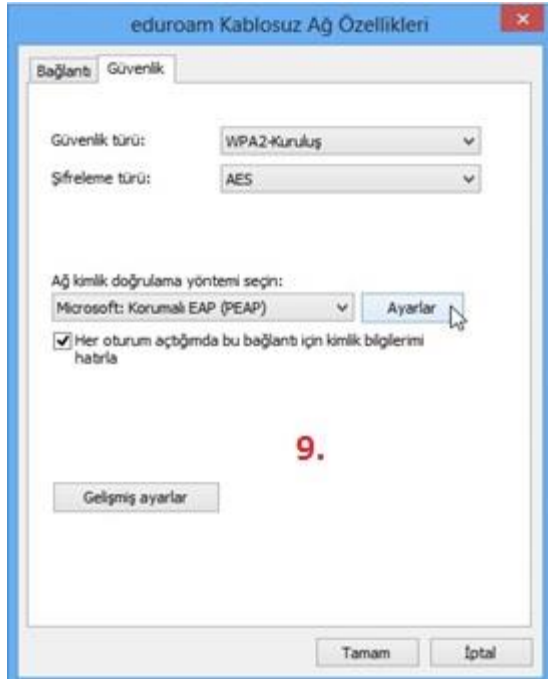 eduroam Kablosuz Ağ Özellikleri
Bağlantı Güvenlik
Güvenlik türü: WPA2-Kuruluş
Şifreleme türü: AES
Ağ kimlik doğrulama yöntemi seçin:
Microsoft: Korumalı EAP (PEAP) Ayarlar
Her oturum açtığımda bu bağlantı için kimlik bilgilerimi
hatırla
9.
Gelişmiş ayarlar
Tamam İptal